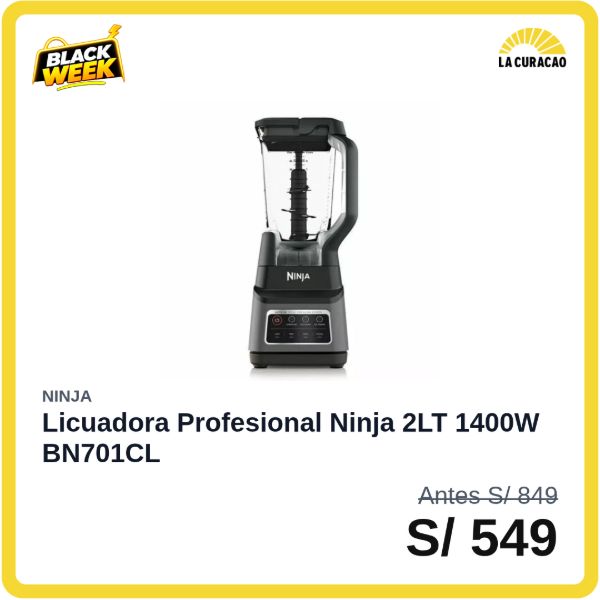 BLACK
WEEK
LA CURACAO
NINJA
NINJA
Licuadora Profesional Ninja 2LT 1400W
BN701CL
Antes S/ 849
S/ 549